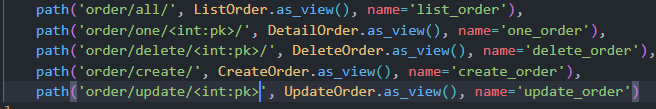 path('order/all/', ListOrder.as_view(), name='list_order'),
path('order/one/<int:pk>/', DetailOrder.as_view(), name='one_order'),
path('order/delete/<int:pk>/', DeleteOrder.as_view(), name='delete_order'),
path('order/create/', CreateOrder.as_view(), name='create_order'),
path('order/update/<int:pk>', UpdateOrder.as_view(), name='update_order')